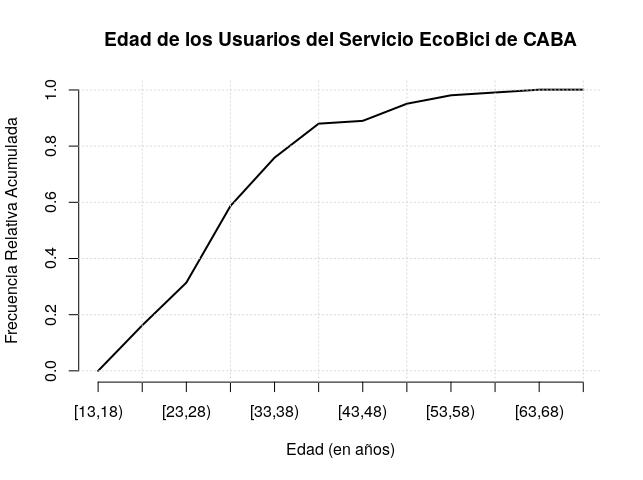 Edad de los Usuarios del Servicio EcoBici de CABA
Frecuencia Relativa Acumulada
1.0
0.8
0.6
0.4
0.2
0.0
[13,18) [23,28) [33,38) [43,48) [53,58) [63,68)
Edad (en años)